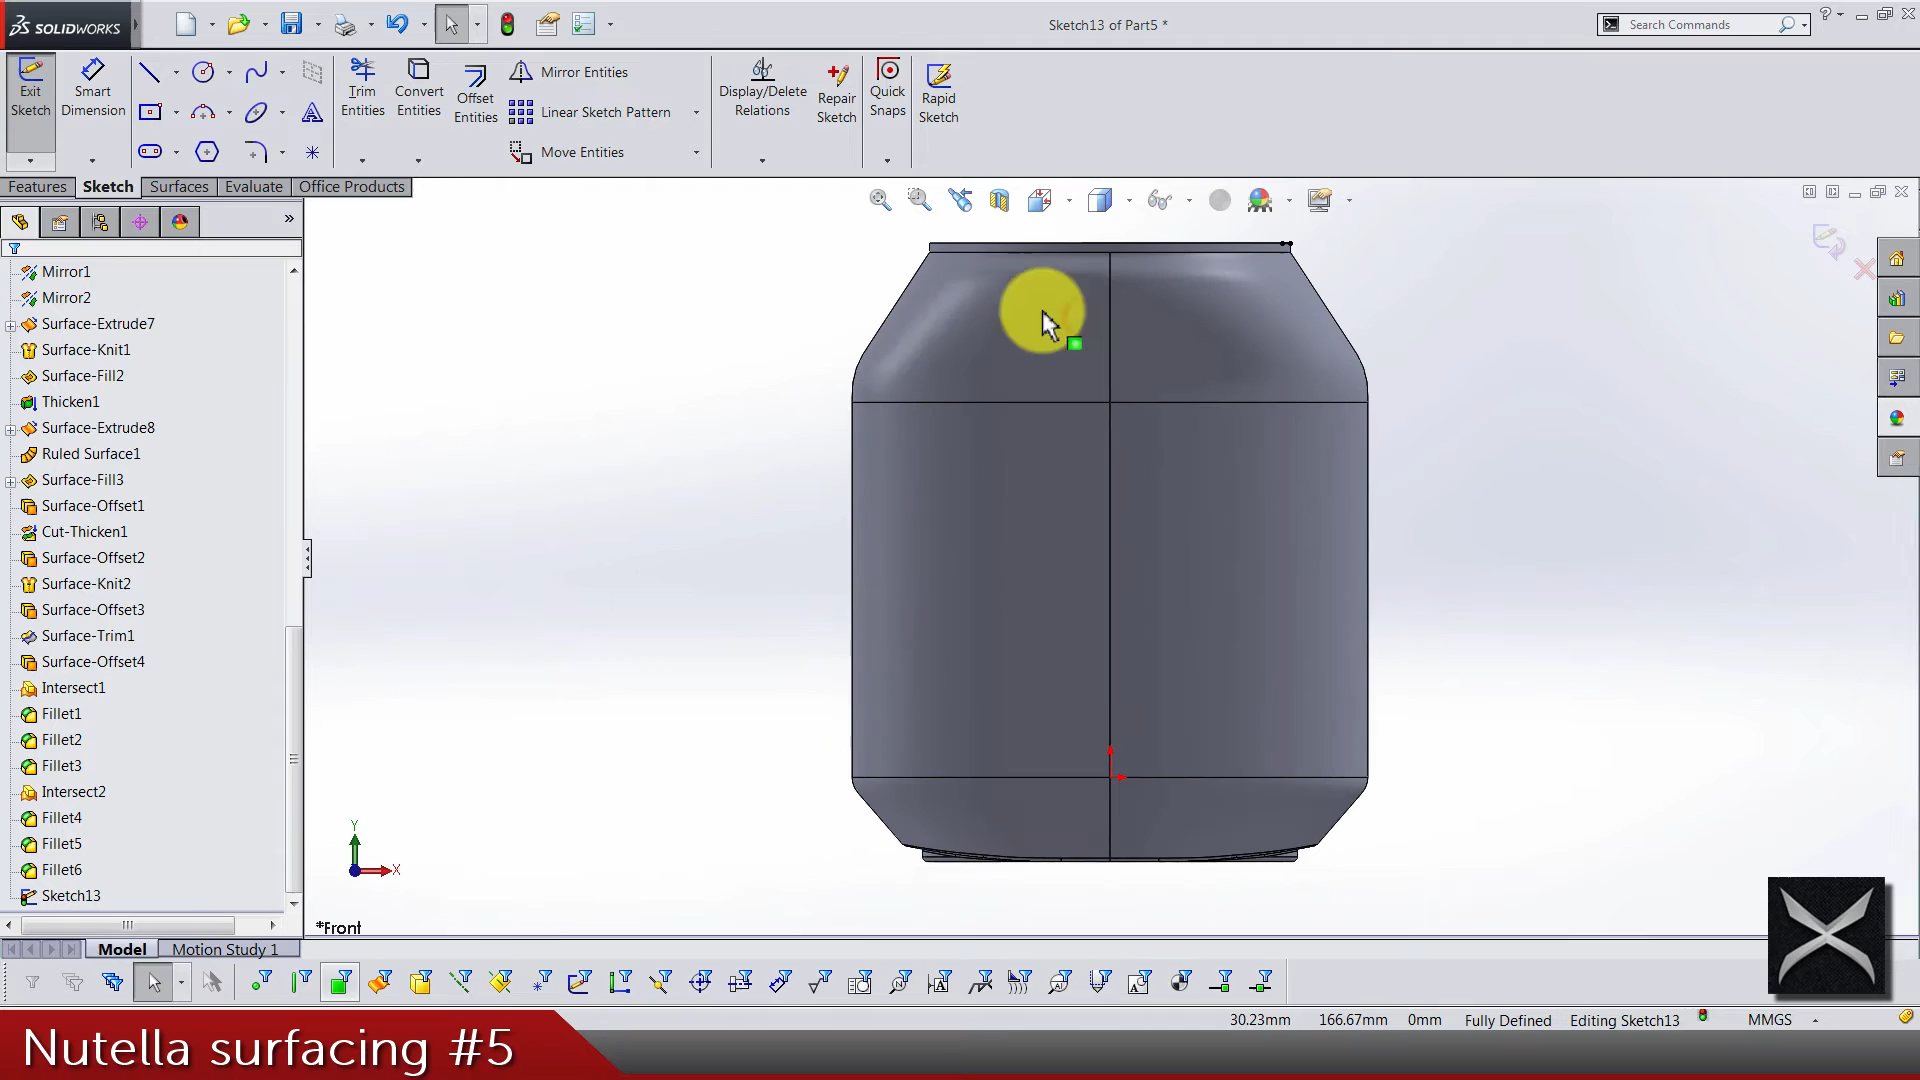 SOLIDWORKS
Sketch13 of Part5 *
Search Commands
Exit Sketch
Smart Dimension
Trim Entities
Convert Entities
Offset Entities
Mirror Entities
Linear Sketch Pattern
Move Entities
Display/Delete Relations
Repair Sketch
Quick Snaps
Rapid Sketch
Features
Sketch
Surfaces
Evaluate
Office Products
Mirror1
Mirror2
Surface-Extrude7
Surface-Knit1
Surface-Fill2
Thicken1
Surface-Extrude8
Ruled Surface1
Surface-Fill3
Surface-Offset1
Cut-Thicken1
Surface-Offset2
Surface-Knit2
Surface-Offset3
Surface-Trim1
Surface-Offset4
Intersect1
Fillet1
Fillet2
Fillet3
Intersect2
Fillet4
Fillet5
Fillet6
Sketch13
Y
X
*Front
Model
Motion Study 1
30.23mm 166.67mm 0mm Fully Defined Editing Sketch13 MMGS
Nutella surfacing #5